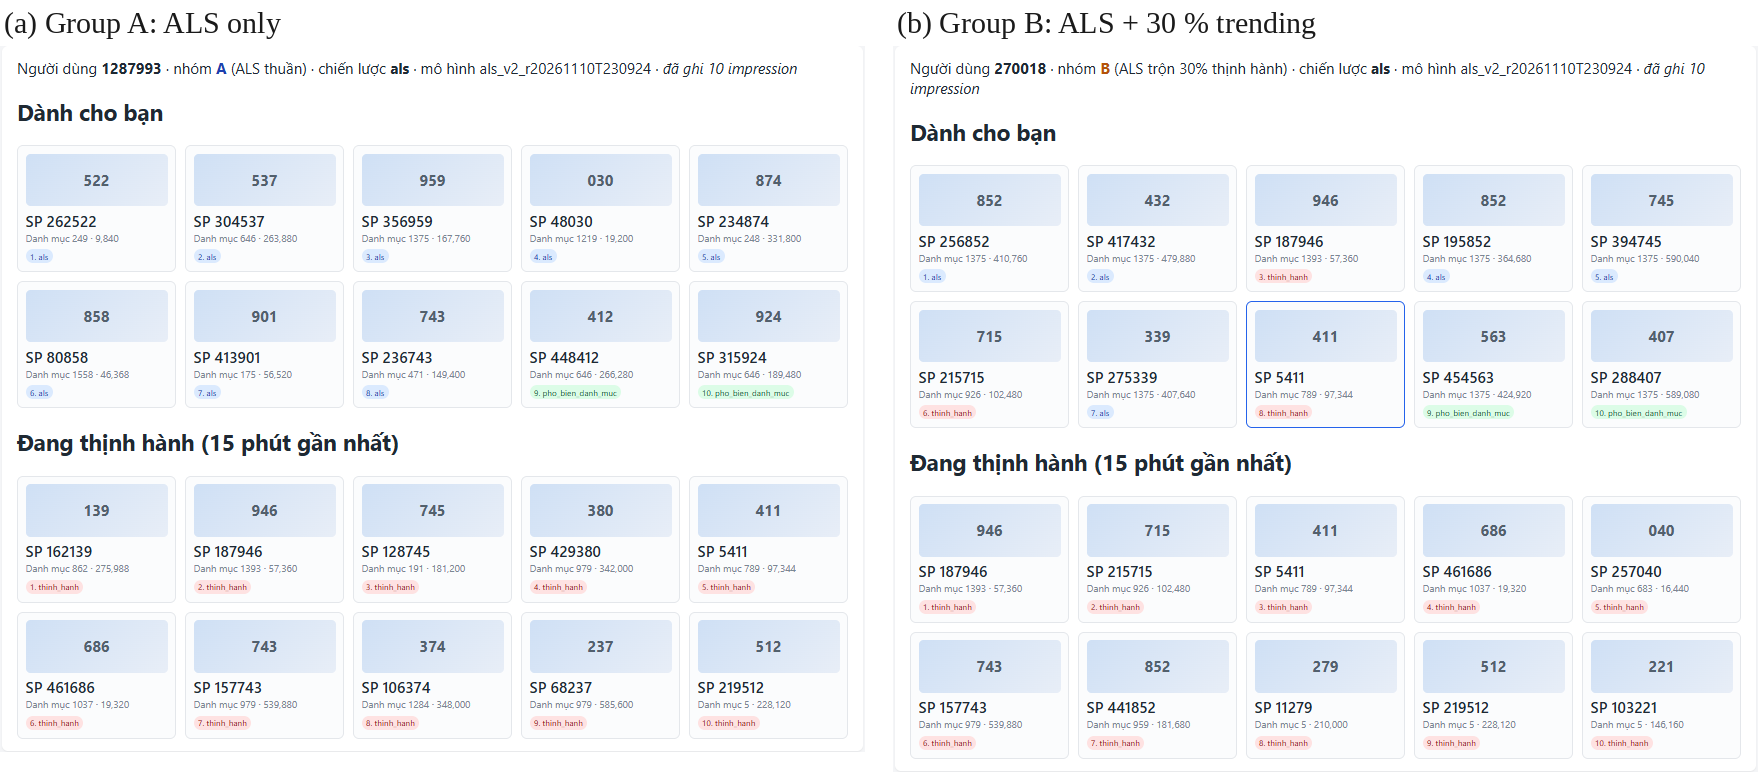 (a) Group A: ALS only
Người dùng 1287993 · nhóm A (ALS thuần) · chiến lược als · mô hình als_v2_r20261110T230924 · đã ghi 10 impression
Dành cho bạn
522 537 959 030 874
SP 262522 SP 304537 SP 356959 SP 48030 SP 234874
Danh mục 249 · 9,840 Danh mục 646 · 263,880 Danh mục 1375 · 167,760 Danh mục 1219 · 19,200 Danh mục 248 · 331,800
1. als 2. als 3. als 4. als 5. als
858 901 743 412 924
SP 80858 SP 413901 SP 236743 SP 448412 SP 315924
Danh mục 1558 · 46,368 Danh mục 175 · 56,520 Danh mục 471 · 149,400 Danh mục 646 · 266,280 Danh mục 646 · 189,480
6. als 7. als 8. als 9. pho_bien_danh_muc 10. pho_bien_danh_muc
Đang thịnh hành (15 phút gần nhất)
139 946 745 380 411
SP 162139 SP 187946 SP 128745 SP 429380 SP 5411
Danh mục 862 · 275,988 Danh mục 1393 · 57,360 Danh mục 191 · 181,200 Danh mục 979 · 342,000 Danh mục 789 · 97,344
1. thinh_hanh 2. thinh_hanh 3. thinh_hanh 4. thinh_hanh 5. thinh_hanh
686 743 374 237 512
SP 461686 SP 157743 SP 106374 SP 68237 SP 219512
Danh mục 1037 · 19,320 Danh mục 979 · 539,880 Danh mục 1284 · 348,000 Danh mục 979 · 585,600 Danh mục 5 · 228,120
6. thinh_hanh 7. thinh_hanh 8. thinh_hanh 9. thinh_hanh 10. thinh_hanh
(b) Group B: ALS + 30 % trending
Người dùng 270018 · nhóm B (ALS trộn 30% thịnh hành) · chiến lược als · mô hình als_v2_r20261110T230924 · đã ghi 10
impression
Dành cho bạn
852 432 946 852 745
SP 256852 SP 417432 SP 187946 SP 195852 SP 394745
Danh mục 1375 · 410,760 Danh mục 1375 · 479,880 Danh mục 1393 · 57,360 Danh mục 1375 · 364,680 Danh mục 1375 · 590,040
1. als 2. als 3. thinh_hanh 4. als 5. als
715 339 411 563 407
SP 215715 SP 275339 SP 5411 SP 454563 SP 288407
Danh mục 926 · 102,480 Danh mục 1375 · 407,640 Danh mục 789 · 97,344 Danh mục 1375 · 424,920 Danh mục 1375 · 589,080
6. thinh_hanh 7. als 8. thinh_hanh 9. pho_bien_danh_muc 10. pho_bien_danh_muc
Đang thịnh hành (15 phút gần nhất)
946 715 411 686 040
SP 187946 SP 215715 SP 5411 SP 461686 SP 257040
Danh mục 1393 · 57,360 Danh mục 926 · 102,480 Danh mục 789 · 97,344 Danh mục 1037 · 19,320 Danh mục 683 · 16,440
1. thinh_hanh 2. thinh_hanh 3. thinh_hanh 4. thinh_hanh 5. thinh_hanh
743 852 279 512 221
SP 157743 SP 441852 SP 11279 SP 219512 SP 103221
Danh mục 979 · 539,880 Danh mục 959 · 181,680 Danh mục 5 · 210,000 Danh mục 5 · 228,120 Danh mục 5 · 146,160
6. thinh_hanh 7. thinh_hanh 8. thinh_hanh 9. thinh_hanh 10. thinh_hanh